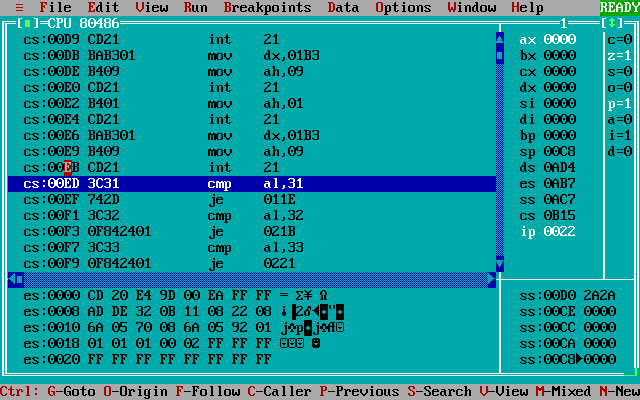 ≡ File Edit View Run Breakpoints Data Options Window Help READY
[■]=CPU 80486 1 [↕]
cs:00D9 CD21 int 21 ax 0000 c=0
cs:00DB BAB301 mov dx,01B3 bx 0000 z=1
cs:00DE B409 mov ah,09 cx 0000 s=0
cs:00E0 CD21 int 21 dx 0000 o=0
cs:00E2 B401 mov ah,01 si 0000 p=1
cs:00E4 CD21 int 21 di 0000 a=0
cs:00E6 BAB301 mov dx,01B3 bp 0000 i=1
cs:00E9 B409 mov ah,09 sp 00C8 d=0
cs:00EB CD21 int 21 ds 0AD4
cs:00ED 3C31 cmp al,31 es 0AB7
cs:00EF 742D je 011E ss 0AC7
cs:00F1 3C32 cmp al,32 cs 0B15
cs:00F3 0F842401 je 021B ip 0022
cs:00F7 3C33 cmp al,33
cs:00F9 0F842401 je 0221
es:0000 CD 20 E4 9D 00 EA FF FF = Σ¥ Ω ss:00D0 2A2A
es:0008 AD DE 32 0B 11 08 22 08 ss:00CE 0000
es:0010 6A 05 70 08 6A 05 92 01 ss:00CC 0000
es:0018 01 01 01 00 02 FF FF FF ☺☺☺ ☻ ss:00CA 0000
es:0020 FF FF FF FF FF FF FF FF ss:00C8►0000
Ctrl: G-Goto O-Origin F-Follow C-Caller P-Previous S-Search V-View M-Mixed N-New